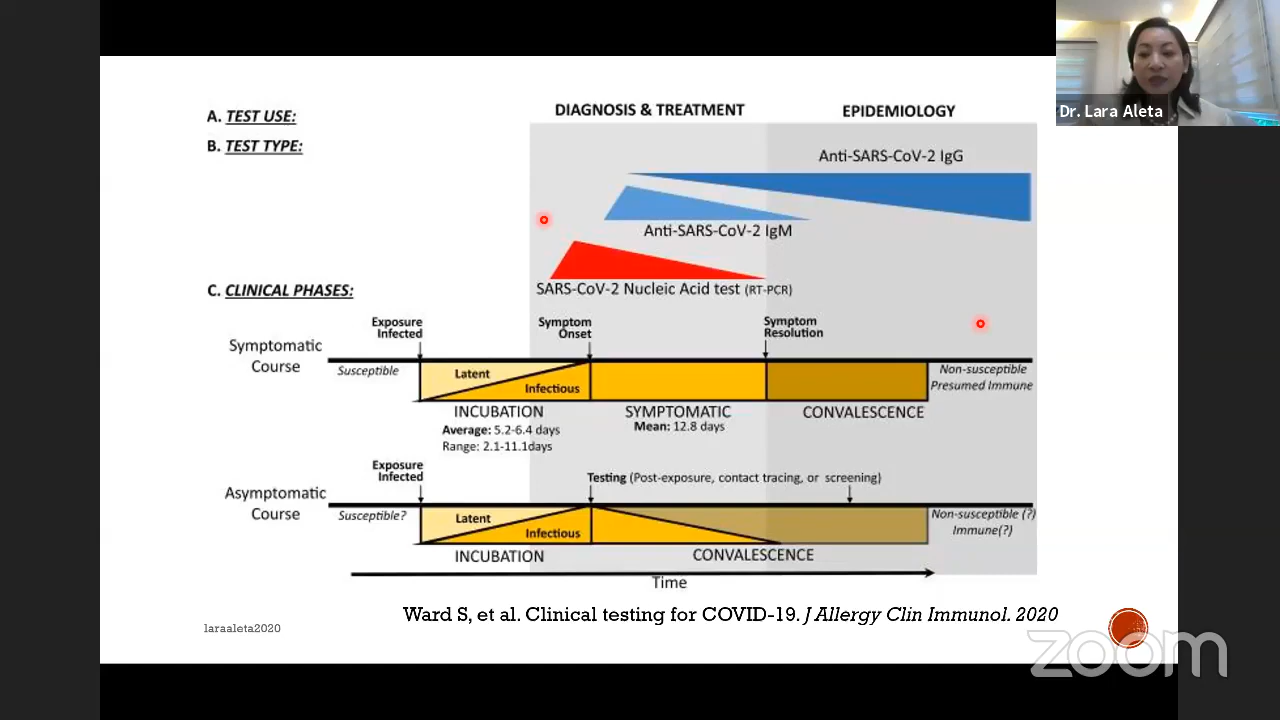 Dr. Lara Aleta
DIAGNOSIS & TREATMENT
EPIDEMIOLOGY
A. TEST USE:
B. TEST TYPE:
Anti-SARS-CoV-2 IgG
Anti-SARS-CoV-2 IgM
SARS-CoV-2 Nucleic Acid test (RT-PCR)
C. CLINICAL PHASES:
Exposure
Infected
Symptom
Onset
Symptom
Resolution
Symptomatic
Course
Susceptible
Latent
Infectious
Non-susceptible
Presumed Immune
INCUBATION
Average: 5.2-6.4 days
Range: 2.1-11.1days
SYMPTOMATIC
Mean: 12.8 days
CONVALESCENCE
Exposure
Infected
Testing (Post-exposure, contact tracing, or screening)
Asymptomatic
Course
Susceptible?
Latent
Infectious
Non-susceptible (?)
Immune(?)
INCUBATION
CONVALESCENCE
Time
Ward S, et al. Clinical testing for COVID-19. J Allergy Clin Immunol. 2020
laraaleta2020
zoom